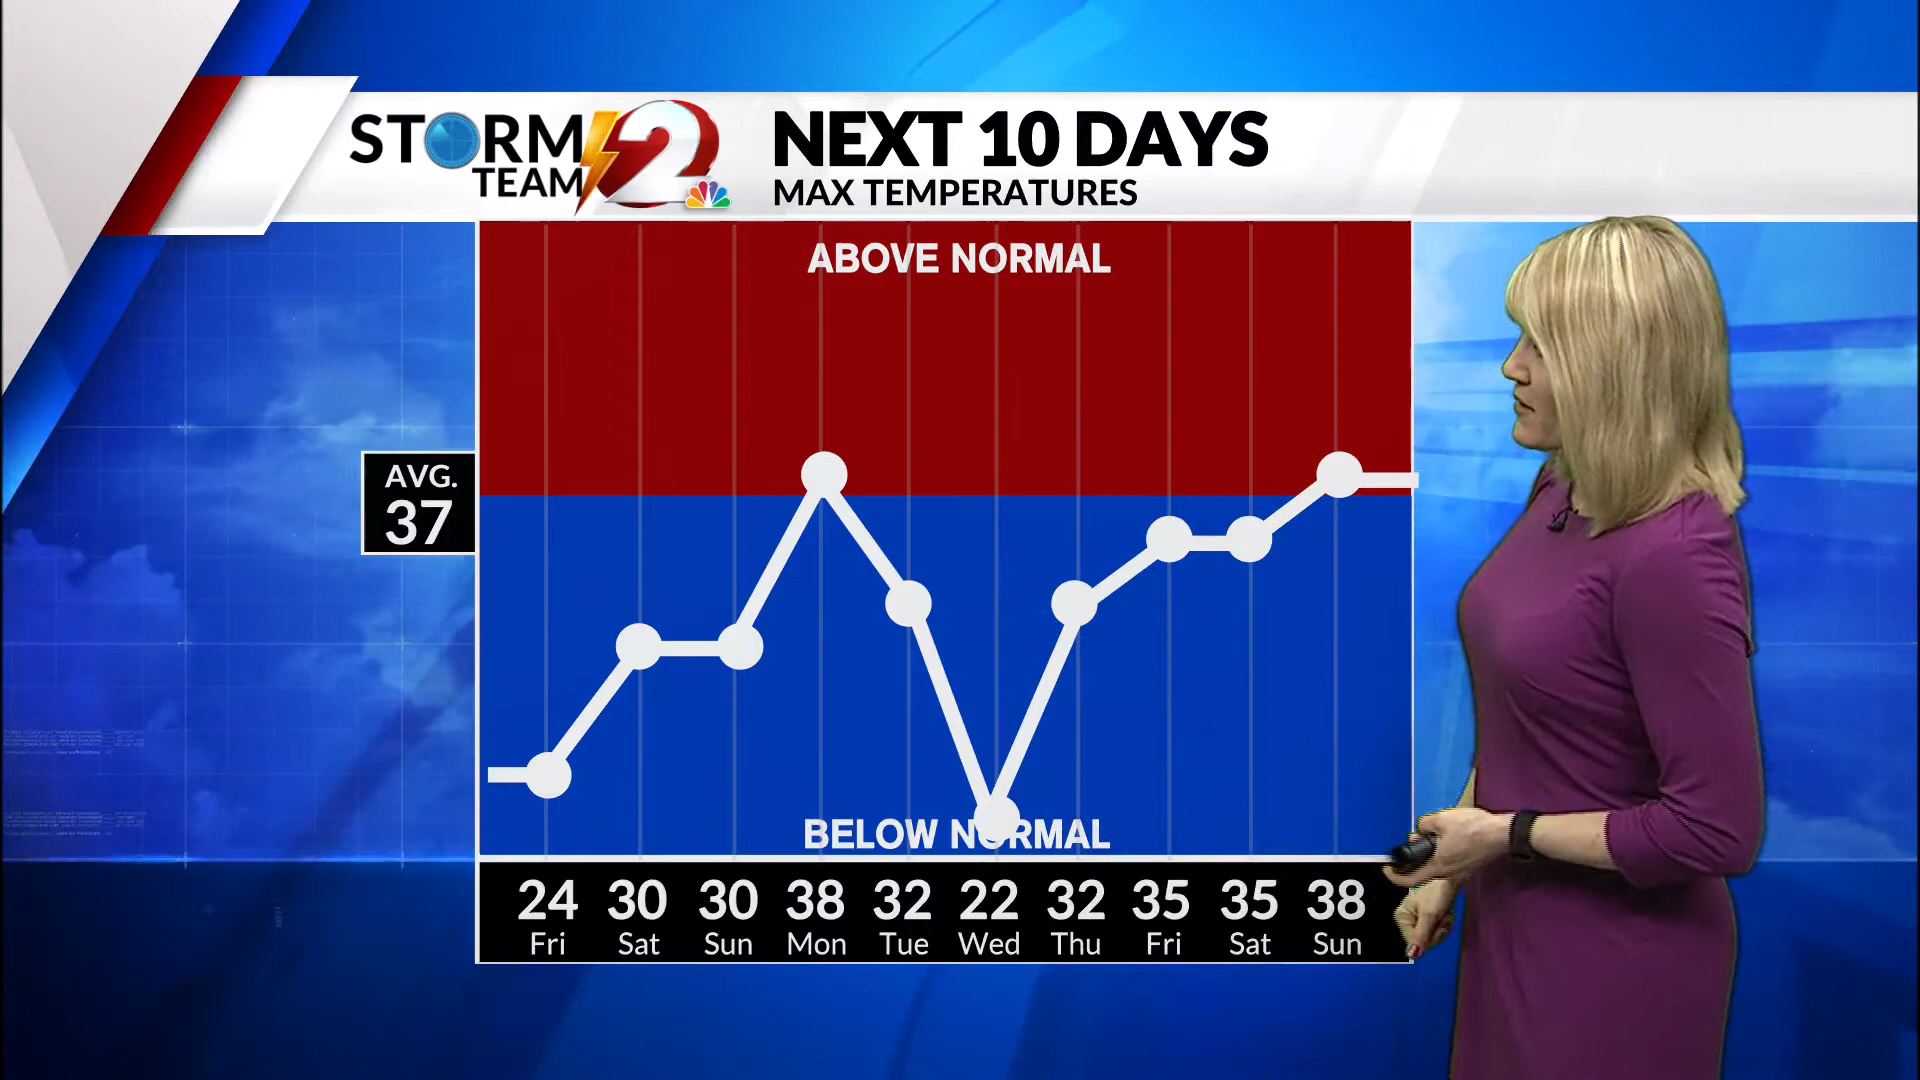 STORM
TEAM 2
NEXT 10 DAYS
MAX TEMPERATURES
ABOVE NORMAL
AVG.
37
BELOW NORMAL
24 30 30 38 32 22 32 35 35 38
Fri Sat Sun Mon Tue Wed Thu Fri Sat Sun